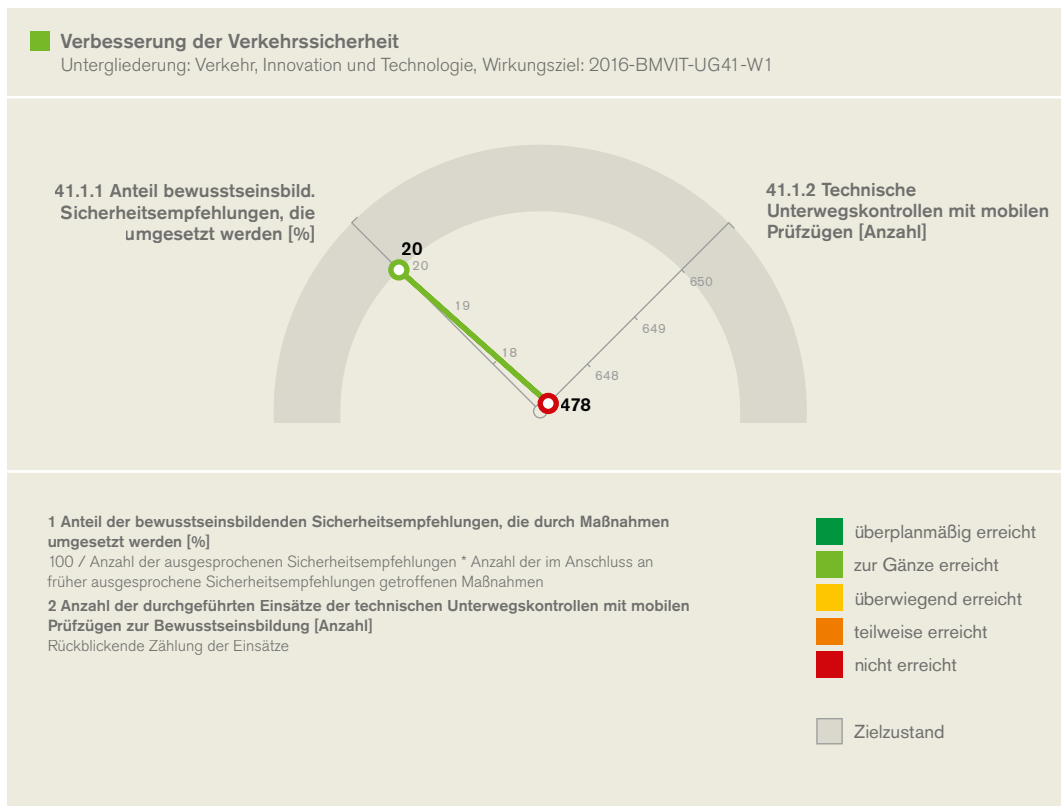 Verbesserung der Verkehrssicherheit
Untergliederung: Verkehr, Innovation und Technologie, Wirkungsziel: 2016-BMVIT-UG41-W1
41.1.1 Anteil bewusstseinsbild.
Sicherheitsempfehlungen, die
umgesetzt werden [%]
41.1.2 Technische
Unterwegskontrollen mit mobilen
Prüfzügen [Anzahl]
20
20
19
18
650
649
648
478
1 Anteil der bewusstseinsbildenden Sicherheitsempfehlungen, die durch Maßnahmen
umgesetzt werden [%]
100 / Anzahl der ausgesprochenen Sicherheitsempfehlungen * Anzahl der im Anschluss an
früher ausgesprochene Sicherheitsempfehlungen getroffenen Maßnahmen
2 Anzahl der durchgeführten Einsätze der technischen Unterwegskontrollen mit mobilen
Prüfzügen zur Bewusstseinsbildung [Anzahl]
Rückblickende Zählung der Einsätze
überplanmäßig erreicht
zur Gänze erreicht
überwiegend erreicht
teilweise erreicht
nicht erreicht
Zielzustand